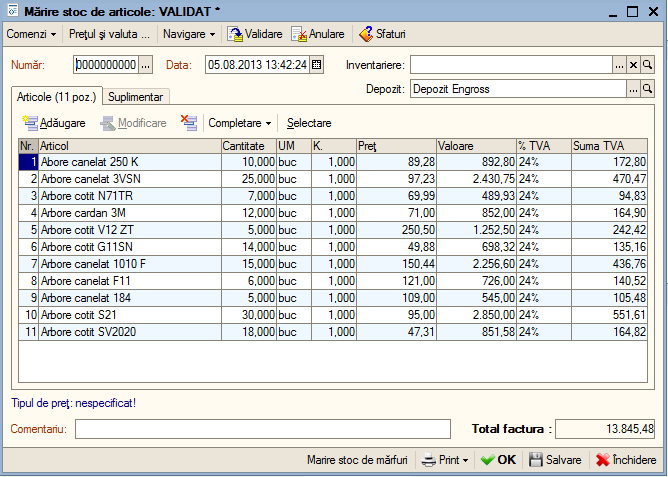 Mărire stoc de articole: VALIDAT *
Comenzi Prețul și valuta ... Navigare Validare Anulare Sfaturi
Număr: 0000000000 ... Data: 05.08.2013 13:42:24 Inventariere: ...
Depozit: Depozit Engross ...
Articole (11 poz.) Suplimentar
Adăugare Modificare Completare Selectare
Nr. Articol Cantitate UM K. Preț Valoare % TVA Suma TVA
1 Abore canelat 250 K 10,000 buc 1,000 89,28 892,80 24% 172,80
2 Arbore canelat 3VSN 25,000 buc 1,000 97,23 2.430,75 24% 470,47
3 Arbore cotit N71TR 7,000 buc 1,000 69,99 489,93 24% 94,83
4 Arbore cardan 3M 12,000 buc 1,000 71,00 852,00 24% 164,90
5 Arbore cotit V12 ZT 5,000 buc 1,000 250,50 1.252,50 24% 242,42
6 Arbore cotit G11SN 14,000 buc 1,000 49,88 698,32 24% 135,16
7 Arbore canelat 1010 F 15,000 buc 1,000 150,44 2.256,60 24% 436,76
8 Arbore canelat F11 6,000 buc 1,000 121,00 726,00 24% 140,52
9 Arbore canelat 184 5,000 buc 1,000 109,00 545,00 24% 105,48
10 Arbore cotit S21 30,000 buc 1,000 95,00 2.850,00 24% 551,61
11 Arbore cotit SV2020 18,000 buc 1,000 47,31 851,58 24% 164,82
Tipul de preț: nespecificat!
Comentariu: Total factura : 13.845,48
Mărire stoc de mărfuri Print OK Salvare Închidere